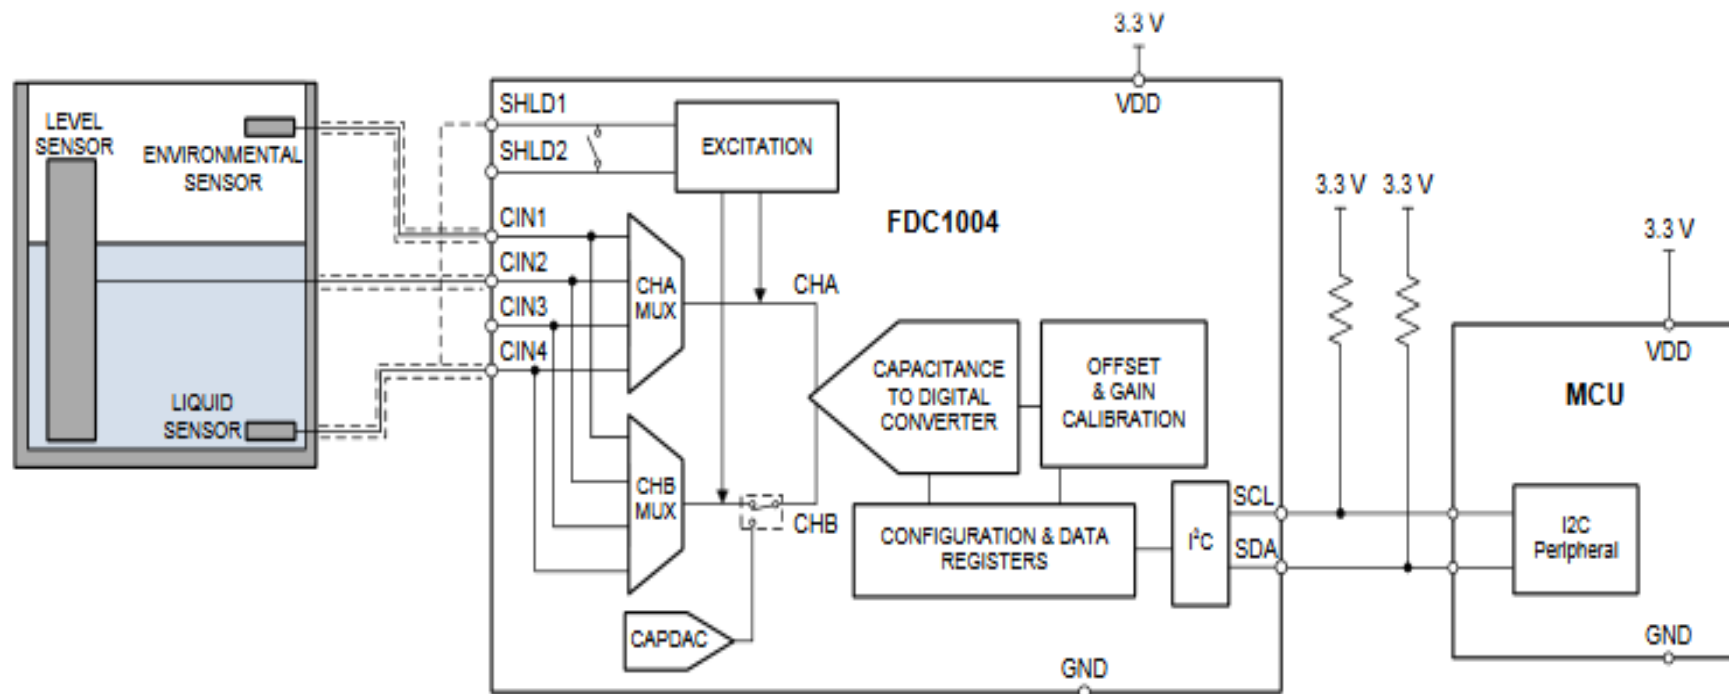 3.3 V
VDD
LEVEL
SENSOR
ENVIRONMENTAL
SENSOR
LIQUID
SENSOR
SHLD1
SHLD2
CIN1
CIN2
CIN3
CIN4
EXCITATION
FDC1004
CHA
MUX
CHA
CHB
MUX
CHB
CAPACITANCE
TO DIGITAL
CONVERTER
OFFSET
& GAIN
CALIBRATION
CONFIGURATION & DATA
REGISTERS
I²C
SCL
SDA
CAPDAC
GND
3.3 V
3.3 V
3.3 V
VDD
MCU
I2C
Peripheral
GND